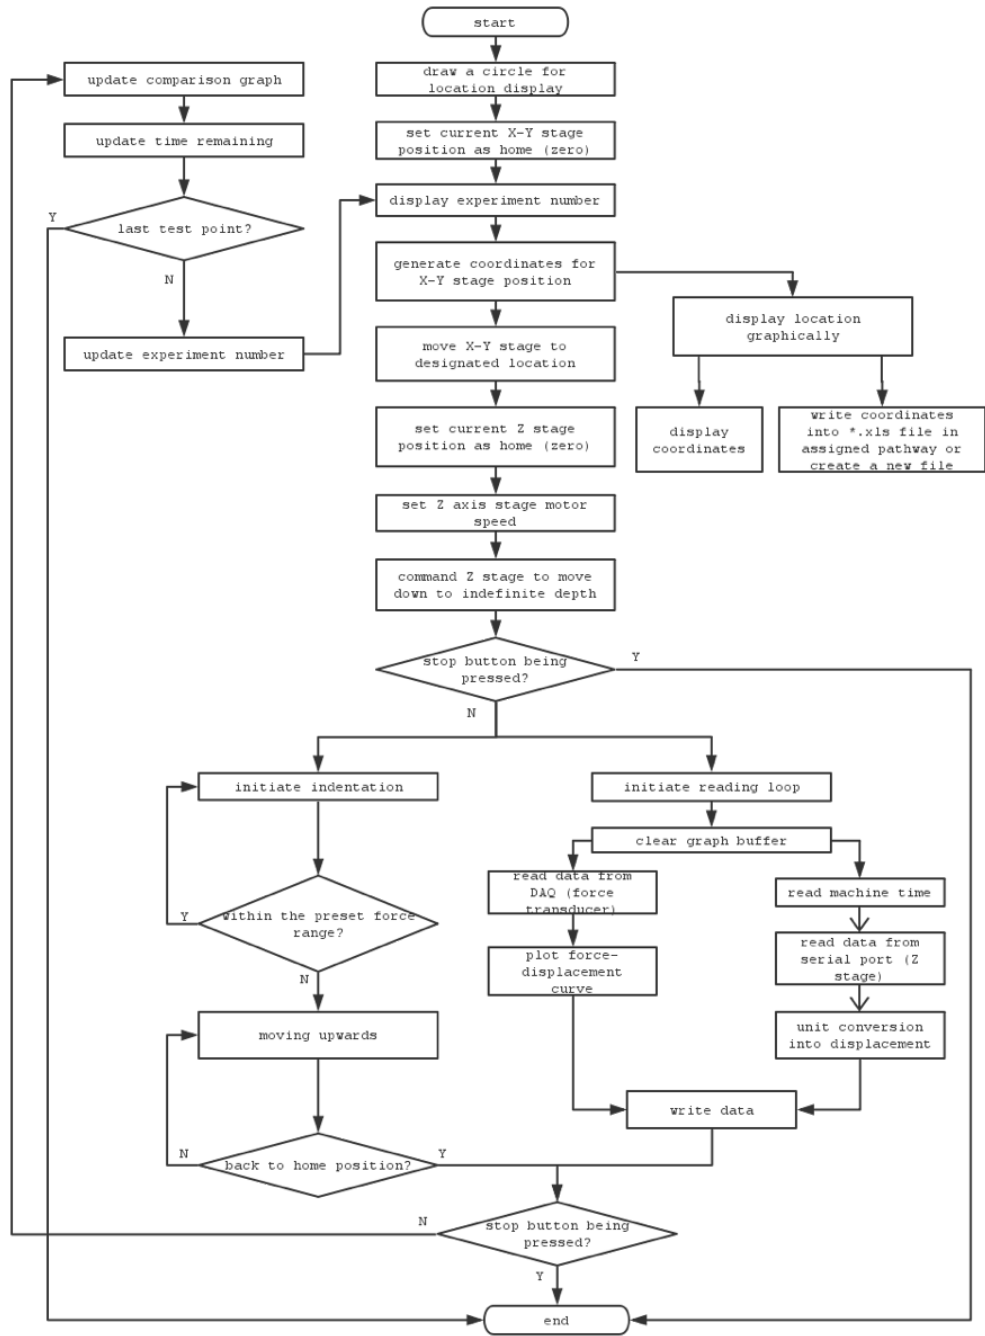 start
draw a circle for
location display
set current X-Y stage
position as home (zero)
display experiment number
generate coordinates for
X-Y stage position
move X-Y stage to
designated location
set current Z stage
position as home (zero)
set Z axis stage motor
speed
command Z stage to move
down to indefinite depth
stop button being
pressed?
Y
N
update comparison graph
update time remaining
last test point?
Y
N
update experiment number
display location
graphically
display
coordinates
write coordinates
into *.xls file in
assigned pathway or
create a new file
initiate indentation
within the preset force
range?
Y
N
moving upwards
back to home position?
N
Y
initiate reading loop
clear graph buffer
read data from
DAQ (force
transducer)
plot force-
displacement
curve
read machine time
read data from
serial port (Z
stage)
unit conversion
into displacement
write data
stop button being
pressed?
N
Y
end